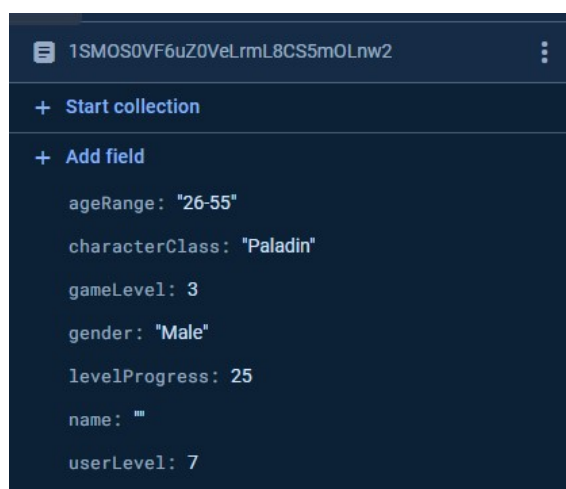 1SMOS0VF6uZ0VeLrmL8CS5mOLnw2
+ Start collection
+ Add field
ageRange: "26-55"
characterClass: "Paladin"
gameLevel: 3
gender: "Male"
levelProgress: 25
name: ""
userLevel: 7